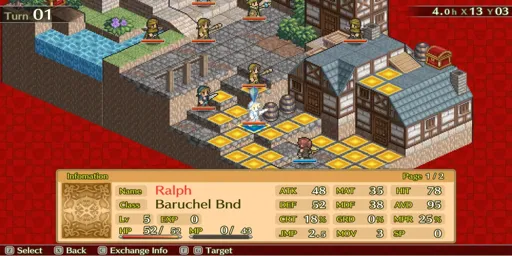 Turn 01
4.0h X13 Y03
Infomation
Page 1 / 2
Name Ralph
Class Baruchel Bnd
Lv 5 EXP 0
HP 52/ 52 MP 0/ 43
ATK 48 MAT 35 HIT 78
DEF 52 MDF 38 AVD 95
CRT 18% GRD 0% MFR 25%
JMP 2.5 MOV 3 SP 0
Select Back Exchange Info Target